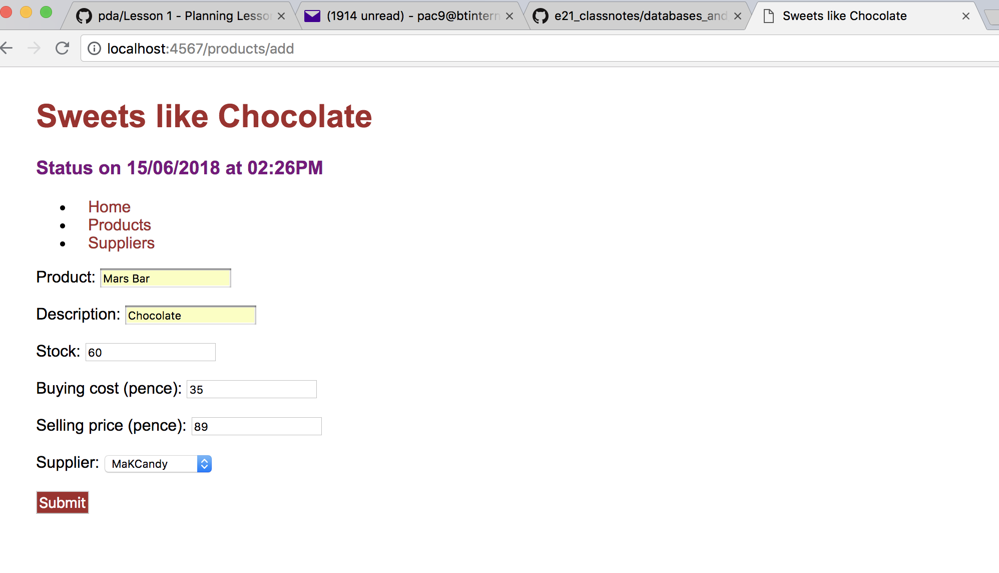 pda/Lesson 1 - Planning Lesso
(1914 unread) - pac9@btintern
e21_classnotes/databases_and
Sweets like Chocolate
localhost:4567/products/add
Sweets like Chocolate
Status on 15/06/2018 at 02:26PM
Home
Products
Suppliers
Product: Mars Bar
Description: Chocolate
Stock: 60
Buying cost (pence): 35
Selling price (pence): 89
Supplier: MaKCandy
Submit